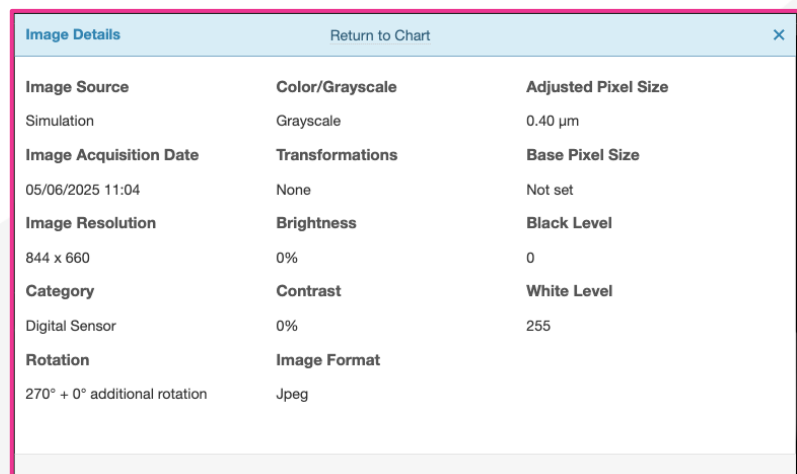 Image Details Return to Chart ×
Image Source Color/Grayscale Adjusted Pixel Size
Simulation Grayscale 0.40 µm
Image Acquisition Date Transformations Base Pixel Size
05/06/2025 11:04 None Not set
Image Resolution Brightness Black Level
844 x 660 0% 0
Category Contrast White Level
Digital Sensor 0% 255
Rotation Image Format
270° + 0° additional rotation Jpeg